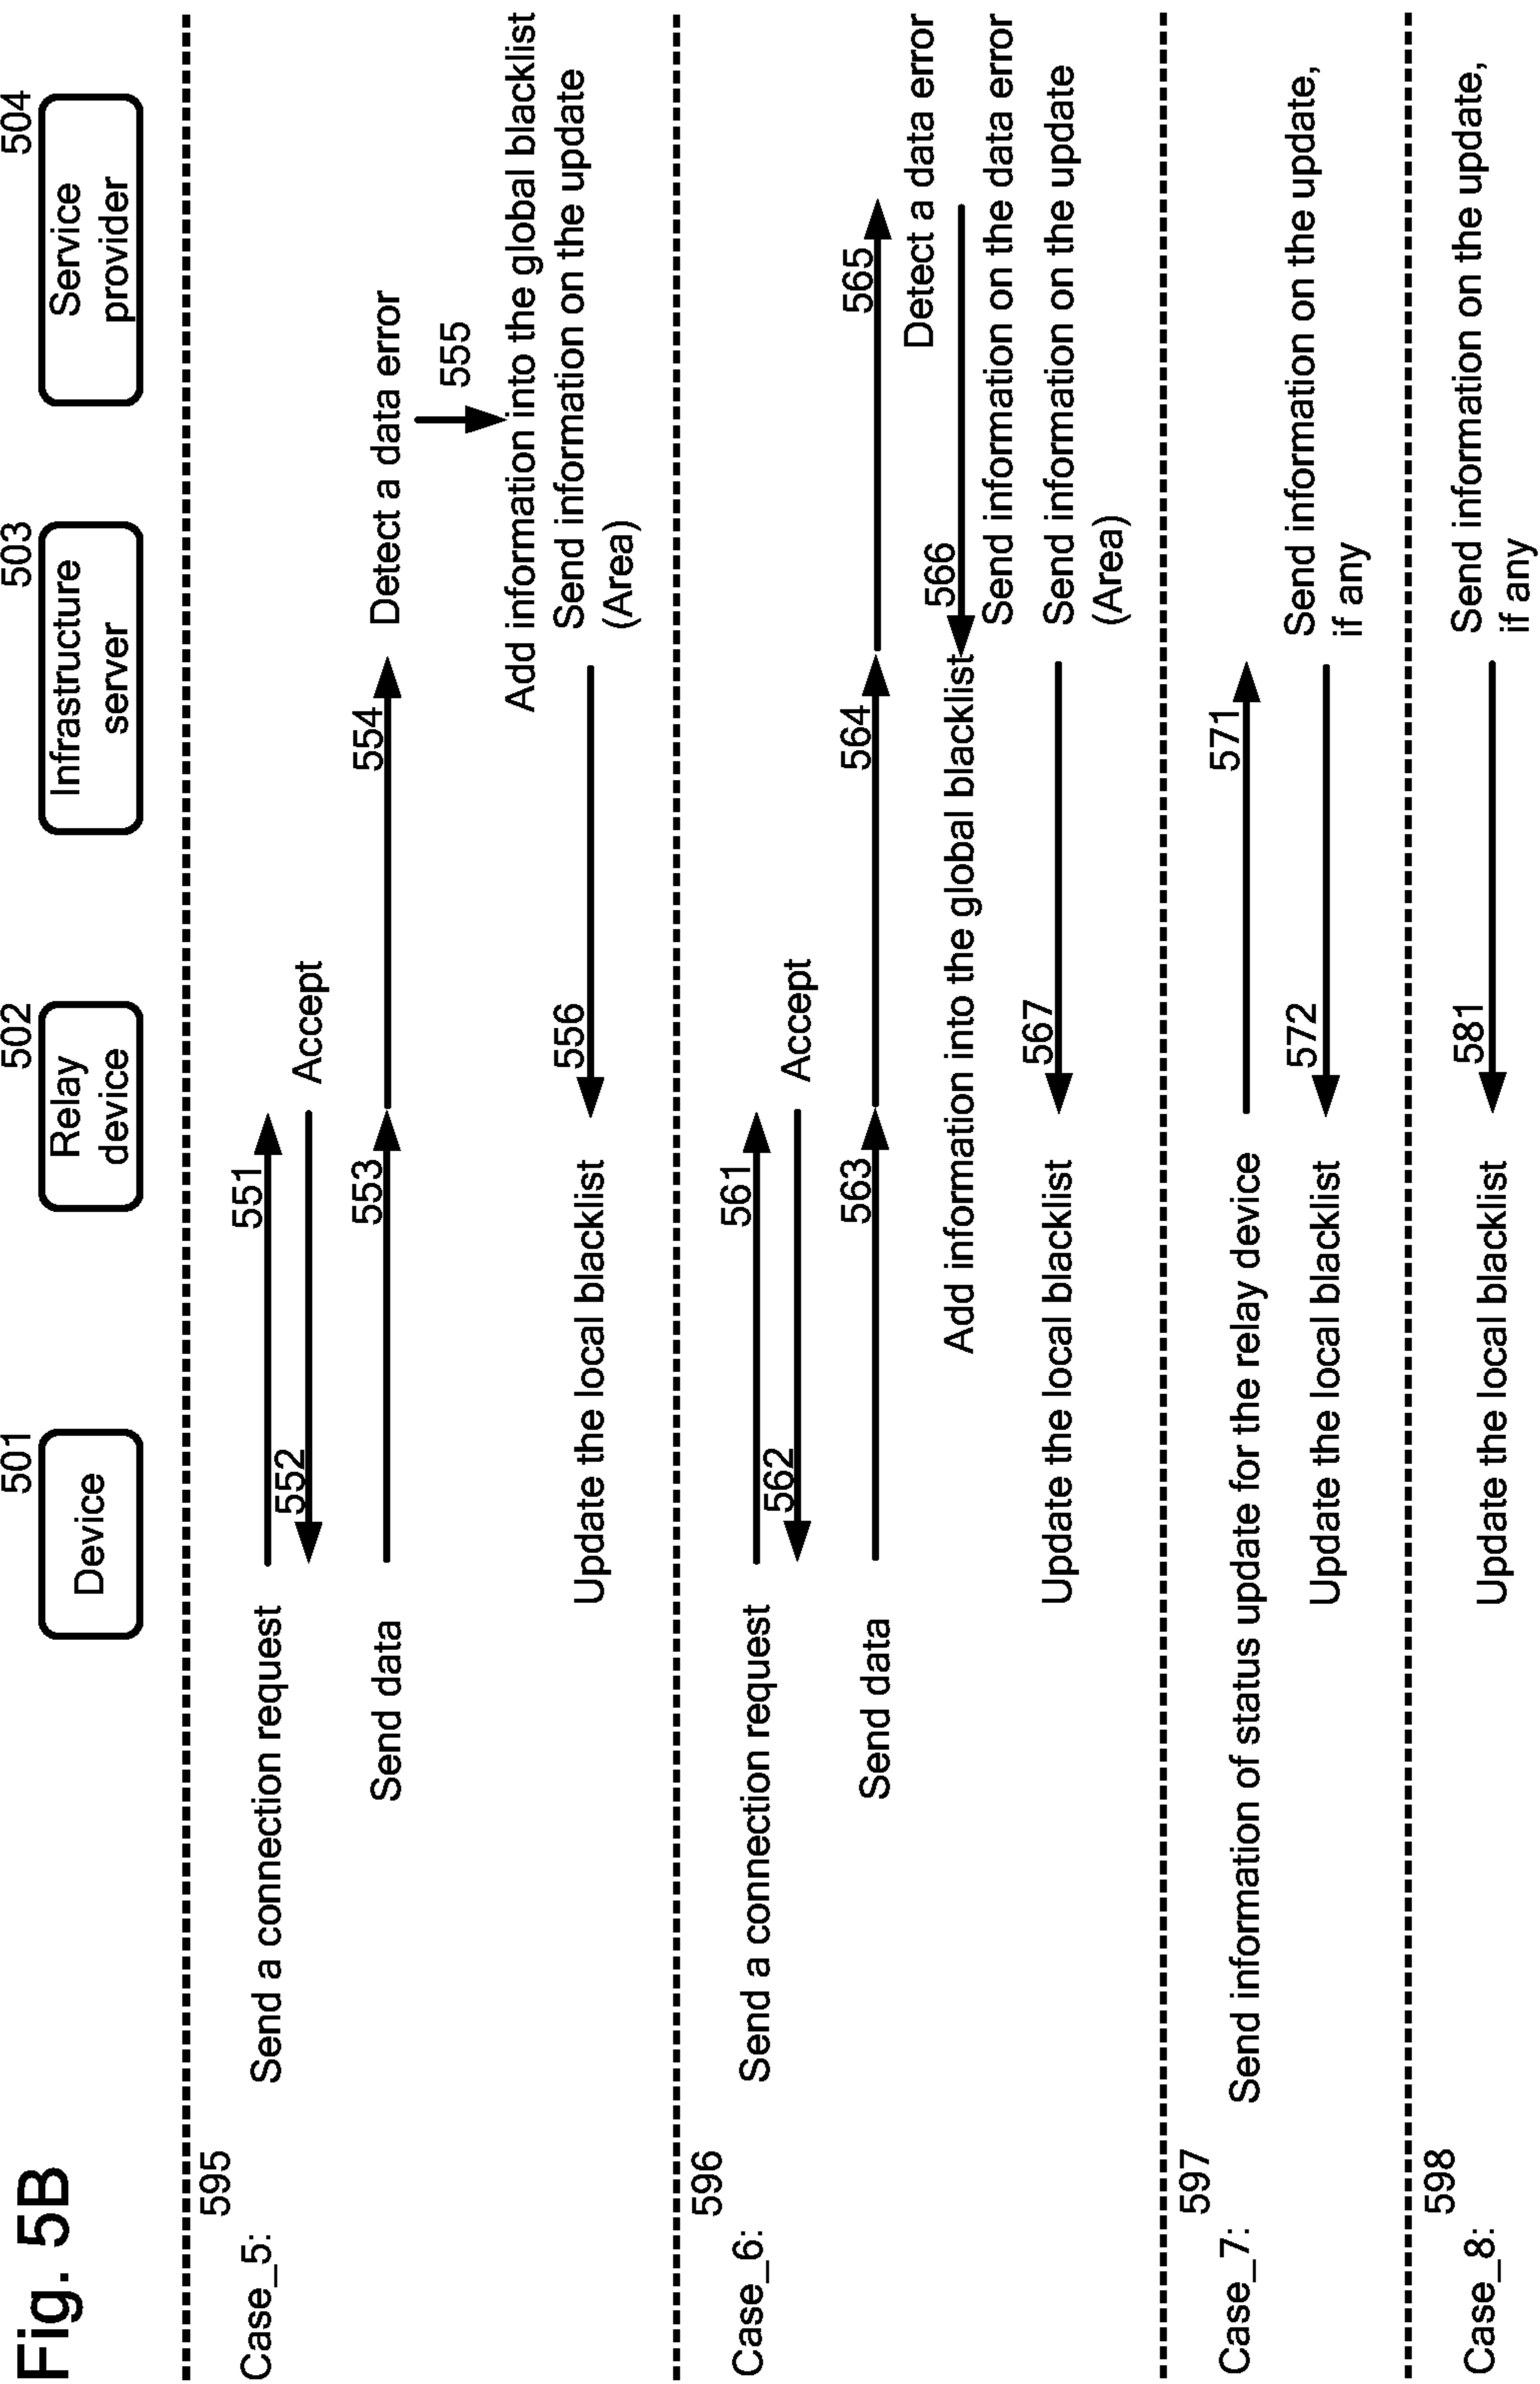 Fig. 5B
501
Device
502
Relay
device
503
Infrastructure
server
504
Service
provider
595
Case_5:
Send a connection request
551
552
Accept
Send data
553
554
Detect a data error
555
Add information into the global blacklist
Send information on the update
(Area)
556
Update the local blacklist
596
Case_6:
Send a connection request
561
562
Accept
Send data
563
564
565
Detect a data error
566
Send information on the data error
Add information into the global blacklist
Send information on the update
(Area)
567
Update the local blacklist
597
Case_7:
Send information of status update for the relay device
571
Send information on the update,
if any
572
Update the local blacklist
598
Case_8:
Send information on the update,
if any
581
Update the local blacklist